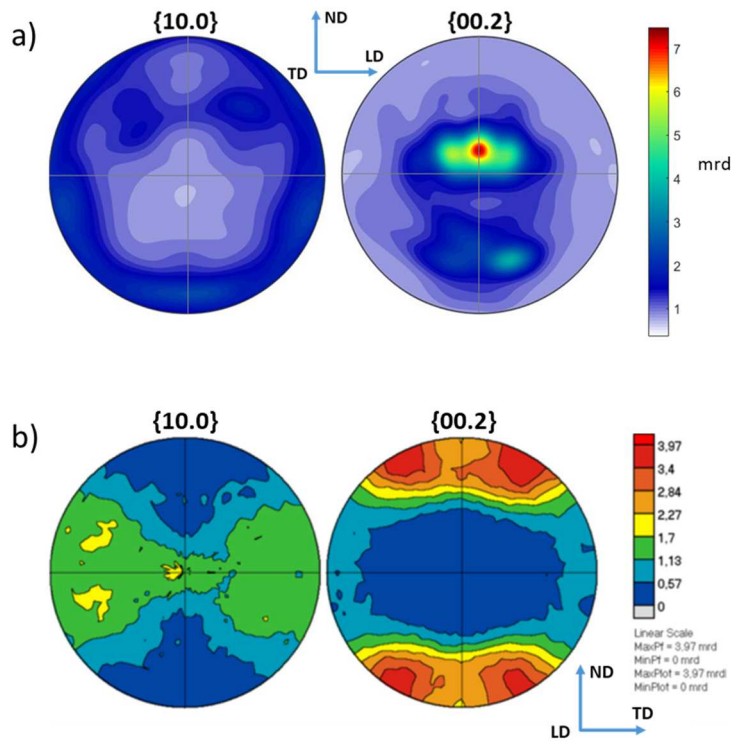 a)
{10.0}
{00.2}
ND
TD
LD
7
6
5
4
3
2
1
mrd
b)
{10.0}
{00.2}
3,97
3,4
2,84
2,27
1,7
1,13
0,57
0
Linear Scale
MaxPf = 3,97 mrd
MinPf = 0 mrd
MaxPlot = 3,97 mrd
MinPlot = 0 mrd
ND
TD
LD